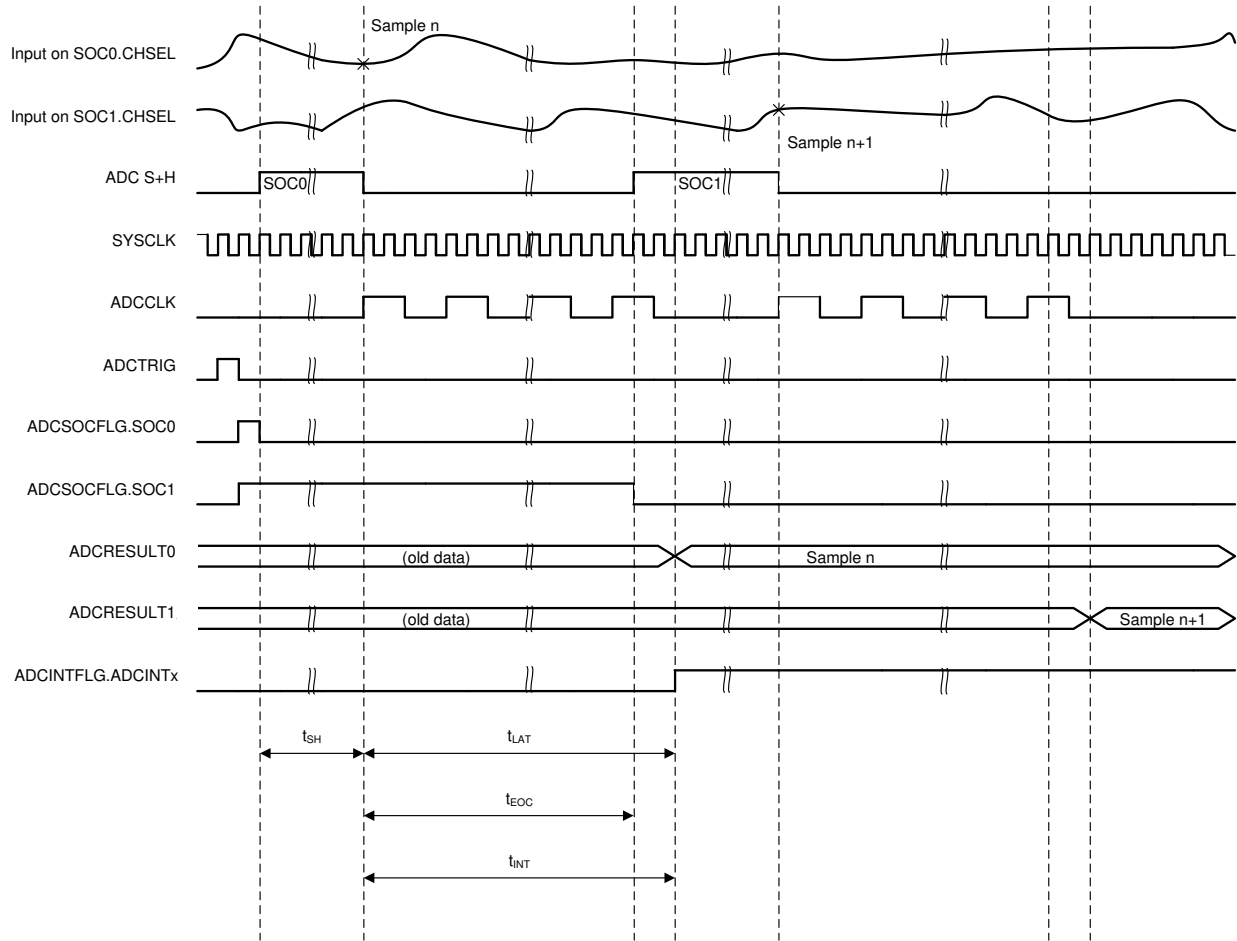 Sample n
Input on SOC0.CHSEL
Input on SOC1.CHSEL
Sample n+1
ADC S+H
SOC0
SOC1
SYSCLK
ADCCLK
ADCTRIG
ADCSOCFLG.SOC0
ADCSOCFLG.SOC1
ADCRESULT0
(old data)
Sample n
ADCRESULT1
(old data)
Sample n+1
ADCINTFLG.ADCINTx
tSH
tLAT
tEOC
tINT